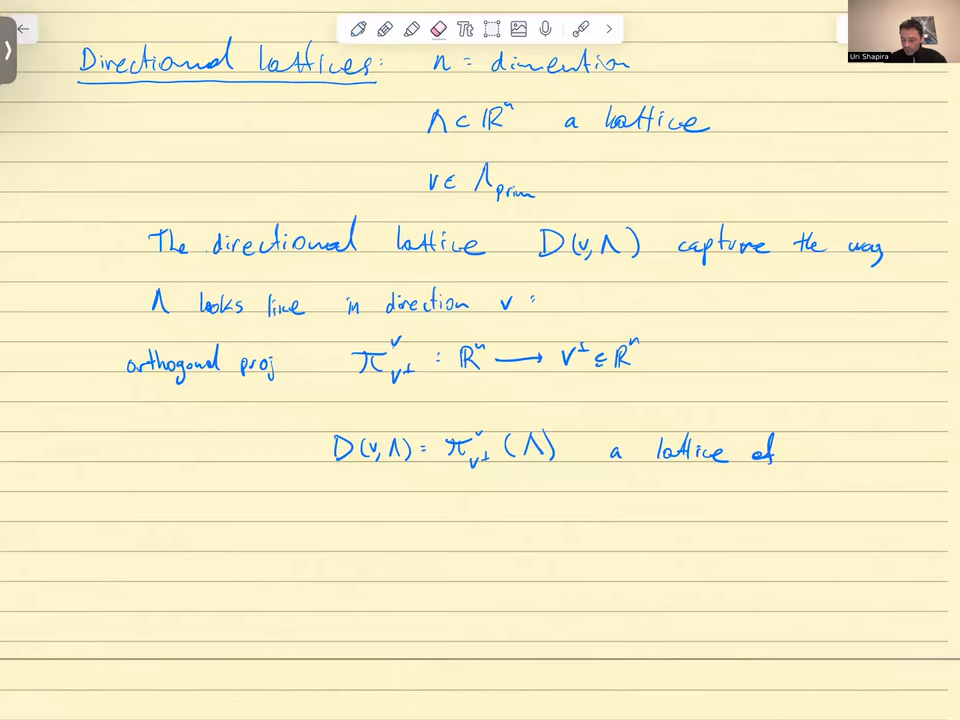 Uri Shapira
Directional lattices: n = dimention
Λ ⊂ ℝⁿ a lattice
v ∈ Λ_prim
The directional lattice D(v, Λ) capture the way
Λ looks like in direction v :
orthogonal proj π^v_{v^⊥} : ℝⁿ → v^⊥ ⊆ ℝⁿ
D(v, Λ) = π^v_{v^⊥} (Λ) a lattice of